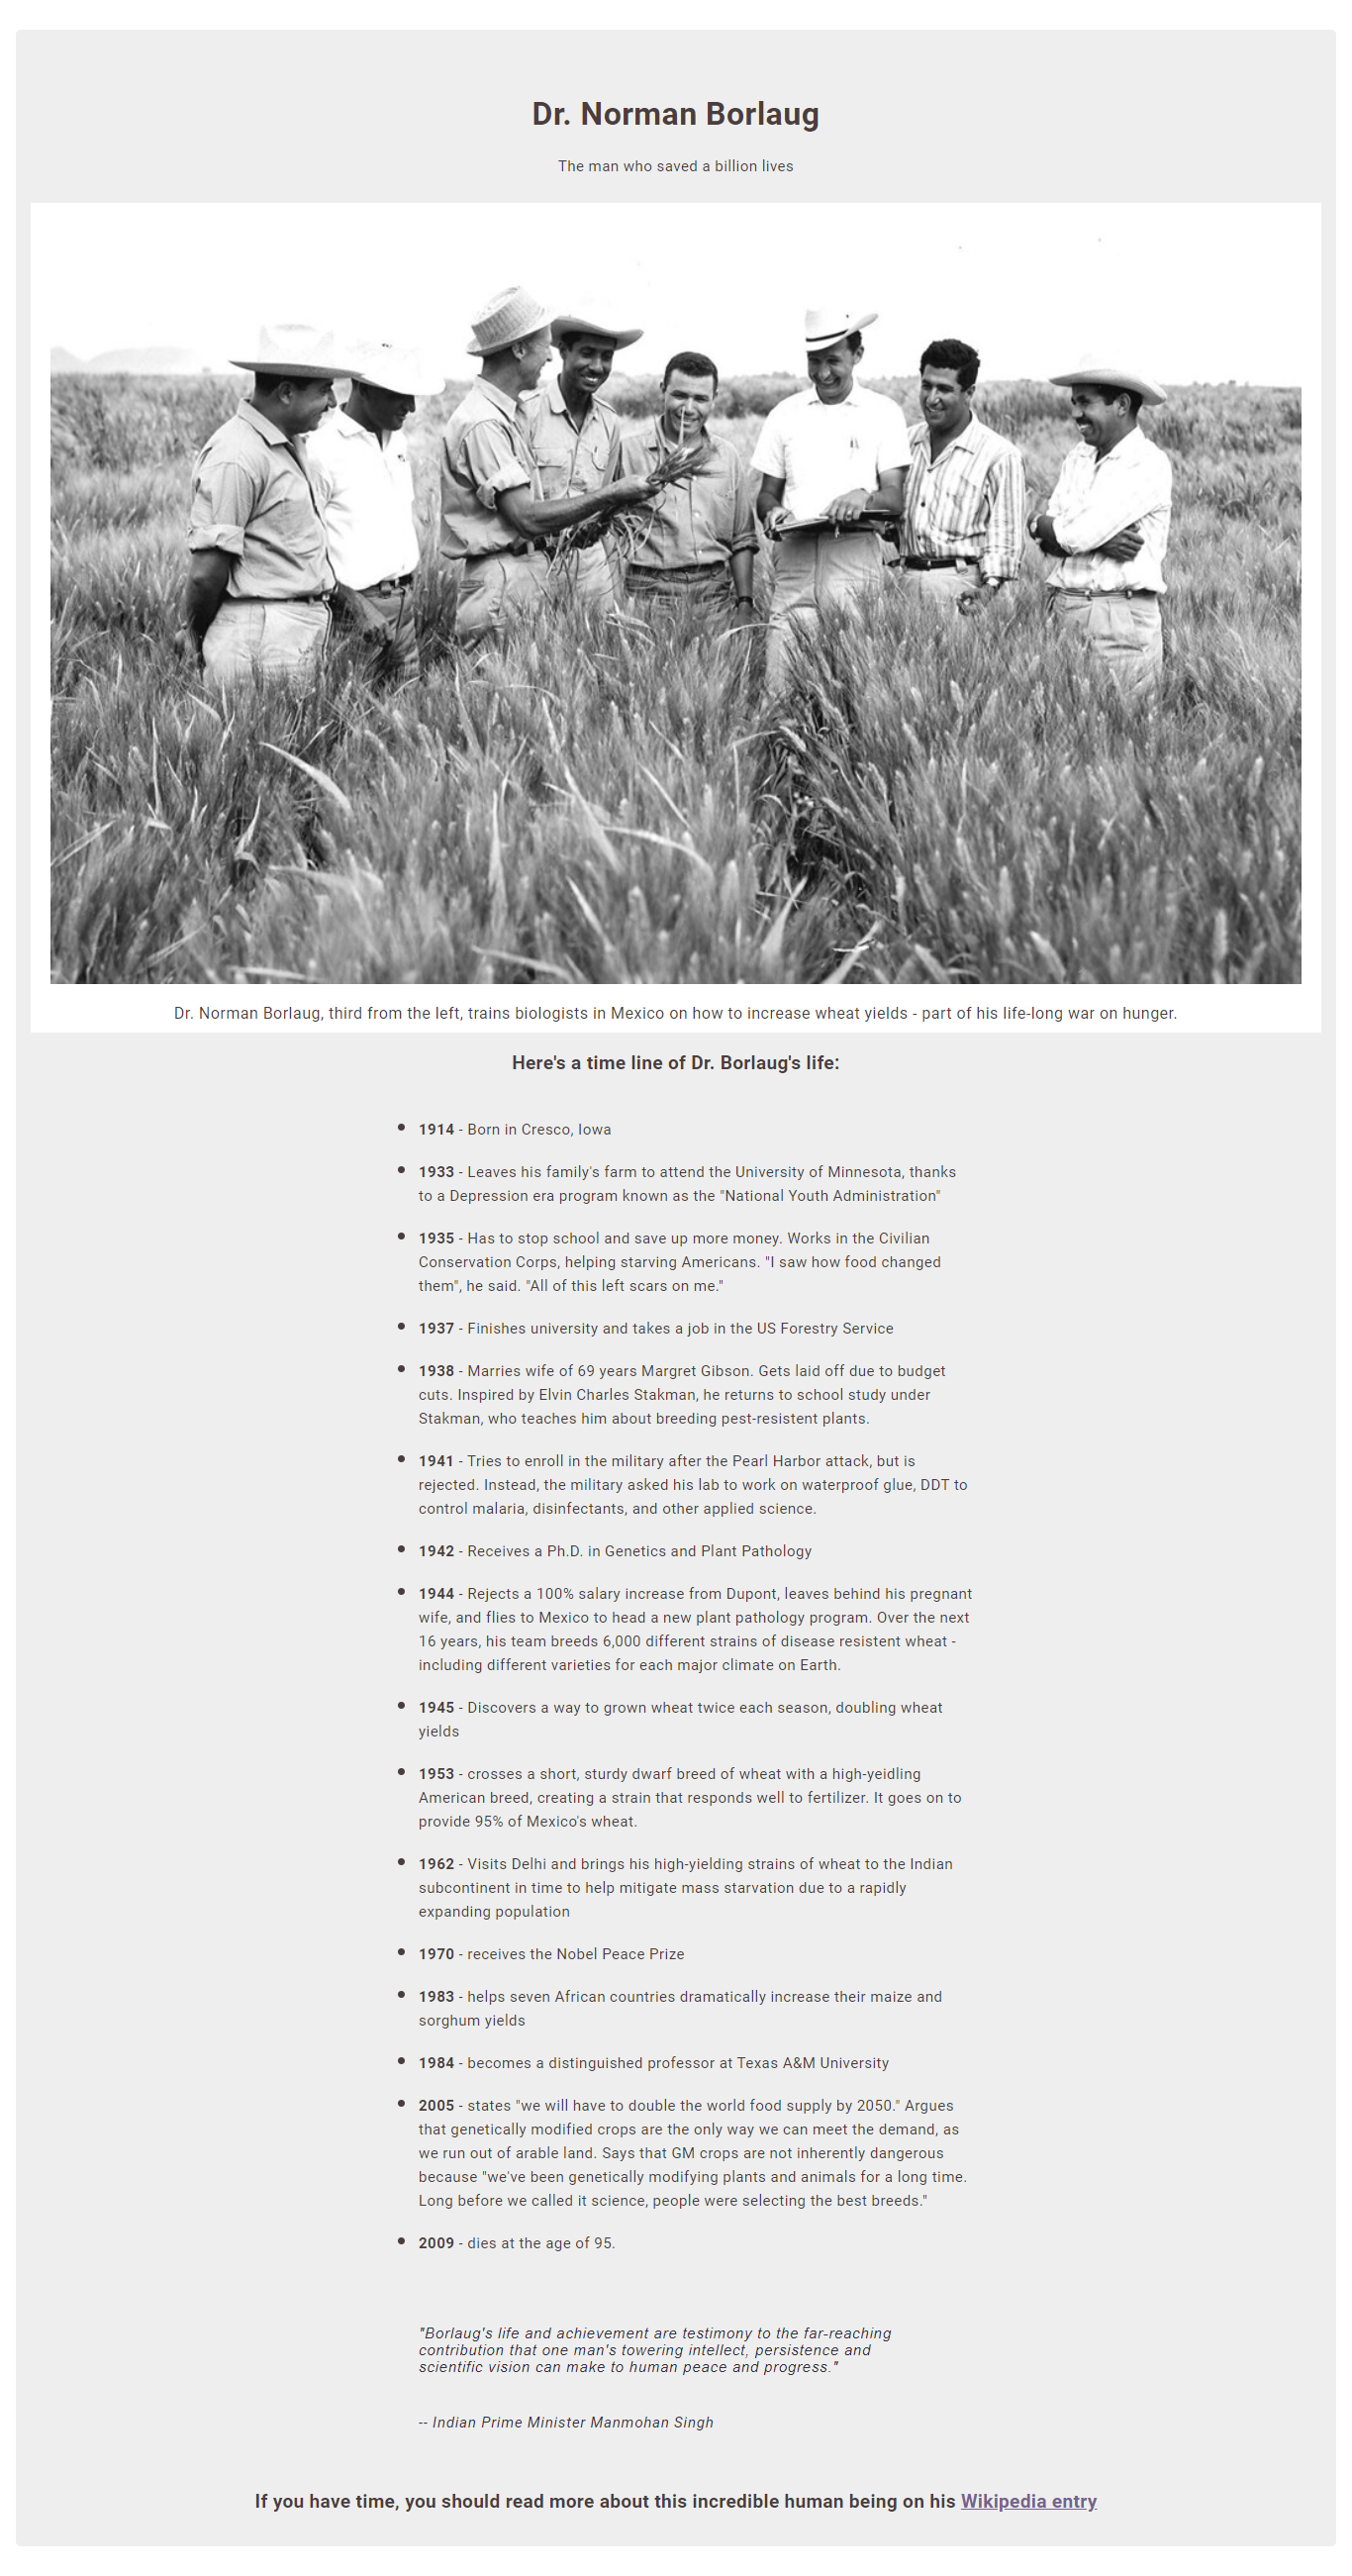 Dr. Norman Borlaug
The man who saved a billion lives
Dr. Norman Borlaug, third from the left, trains biologists in Mexico on how to increase wheat yields - part of his life-long war on hunger.
Here's a time line of Dr. Borlaug's life:
1914 - Born in Cresco, Iowa
1933 - Leaves his family's farm to attend the University of Minnesota, thanks
to a Depression era program known as the "National Youth Administration"
1935 - Has to stop school and save up more money. Works in the Civilian
Conservation Corps, helping starving Americans. "I saw how food changed
them", he said. "All of this left scars on me."
1937 - Finishes university and takes a job in the US Forestry Service
1938 - Marries wife of 69 years Margret Gibson. Gets laid off due to budget
cuts. Inspired by Elvin Charles Stakman, he returns to school study under
Stakman, who teaches him about breeding pest-resistent plants.
1941 - Tries to enroll in the military after the Pearl Harbor attack, but is
rejected. Instead, the military asked his lab to work on waterproof glue, DDT to
control malaria, disinfectants, and other applied science.
1942 - Receives a Ph.D. in Genetics and Plant Pathology
1944 - Rejects a 100% salary increase from Dupont, leaves behind his pregnant
wife, and flies to Mexico to head a new plant pathology program. Over the next
16 years, his team breeds 6,000 different strains of disease resistent wheat -
including different varieties for each major climate on Earth.
1945 - Discovers a way to grown wheat twice each season, doubling wheat
yields
1953 - crosses a short, sturdy dwarf breed of wheat with a high-yeidling
American breed, creating a strain that responds well to fertilizer. It goes on to
provide 95% of Mexico's wheat.
1962 - Visits Delhi and brings his high-yielding strains of wheat to the Indian
subcontinent in time to help mitigate mass starvation due to a rapidly
expanding population
1970 - receives the Nobel Peace Prize
1983 - helps seven African countries dramatically increase their maize and
sorghum yields
1984 - becomes a distinguished professor at Texas A&M University
2005 - states "we will have to double the world food supply by 2050." Argues
that genetically modified crops are the only way we can meet the demand, as
we run out of arable land. Says that GM crops are not inherently dangerous
because "we've been genetically modifying plants and animals for a long time.
Long before we called it science, people were selecting the best breeds."
2009 - dies at the age of 95.
"Borlaug's life and achievement are testimony to the far-reaching
contribution that one man's towering intellect, persistence and
scientific vision can make to human peace and progress."
-- Indian Prime Minister Manmohan Singh
If you have time, you should read more about this incredible human being on his Wikipedia entry